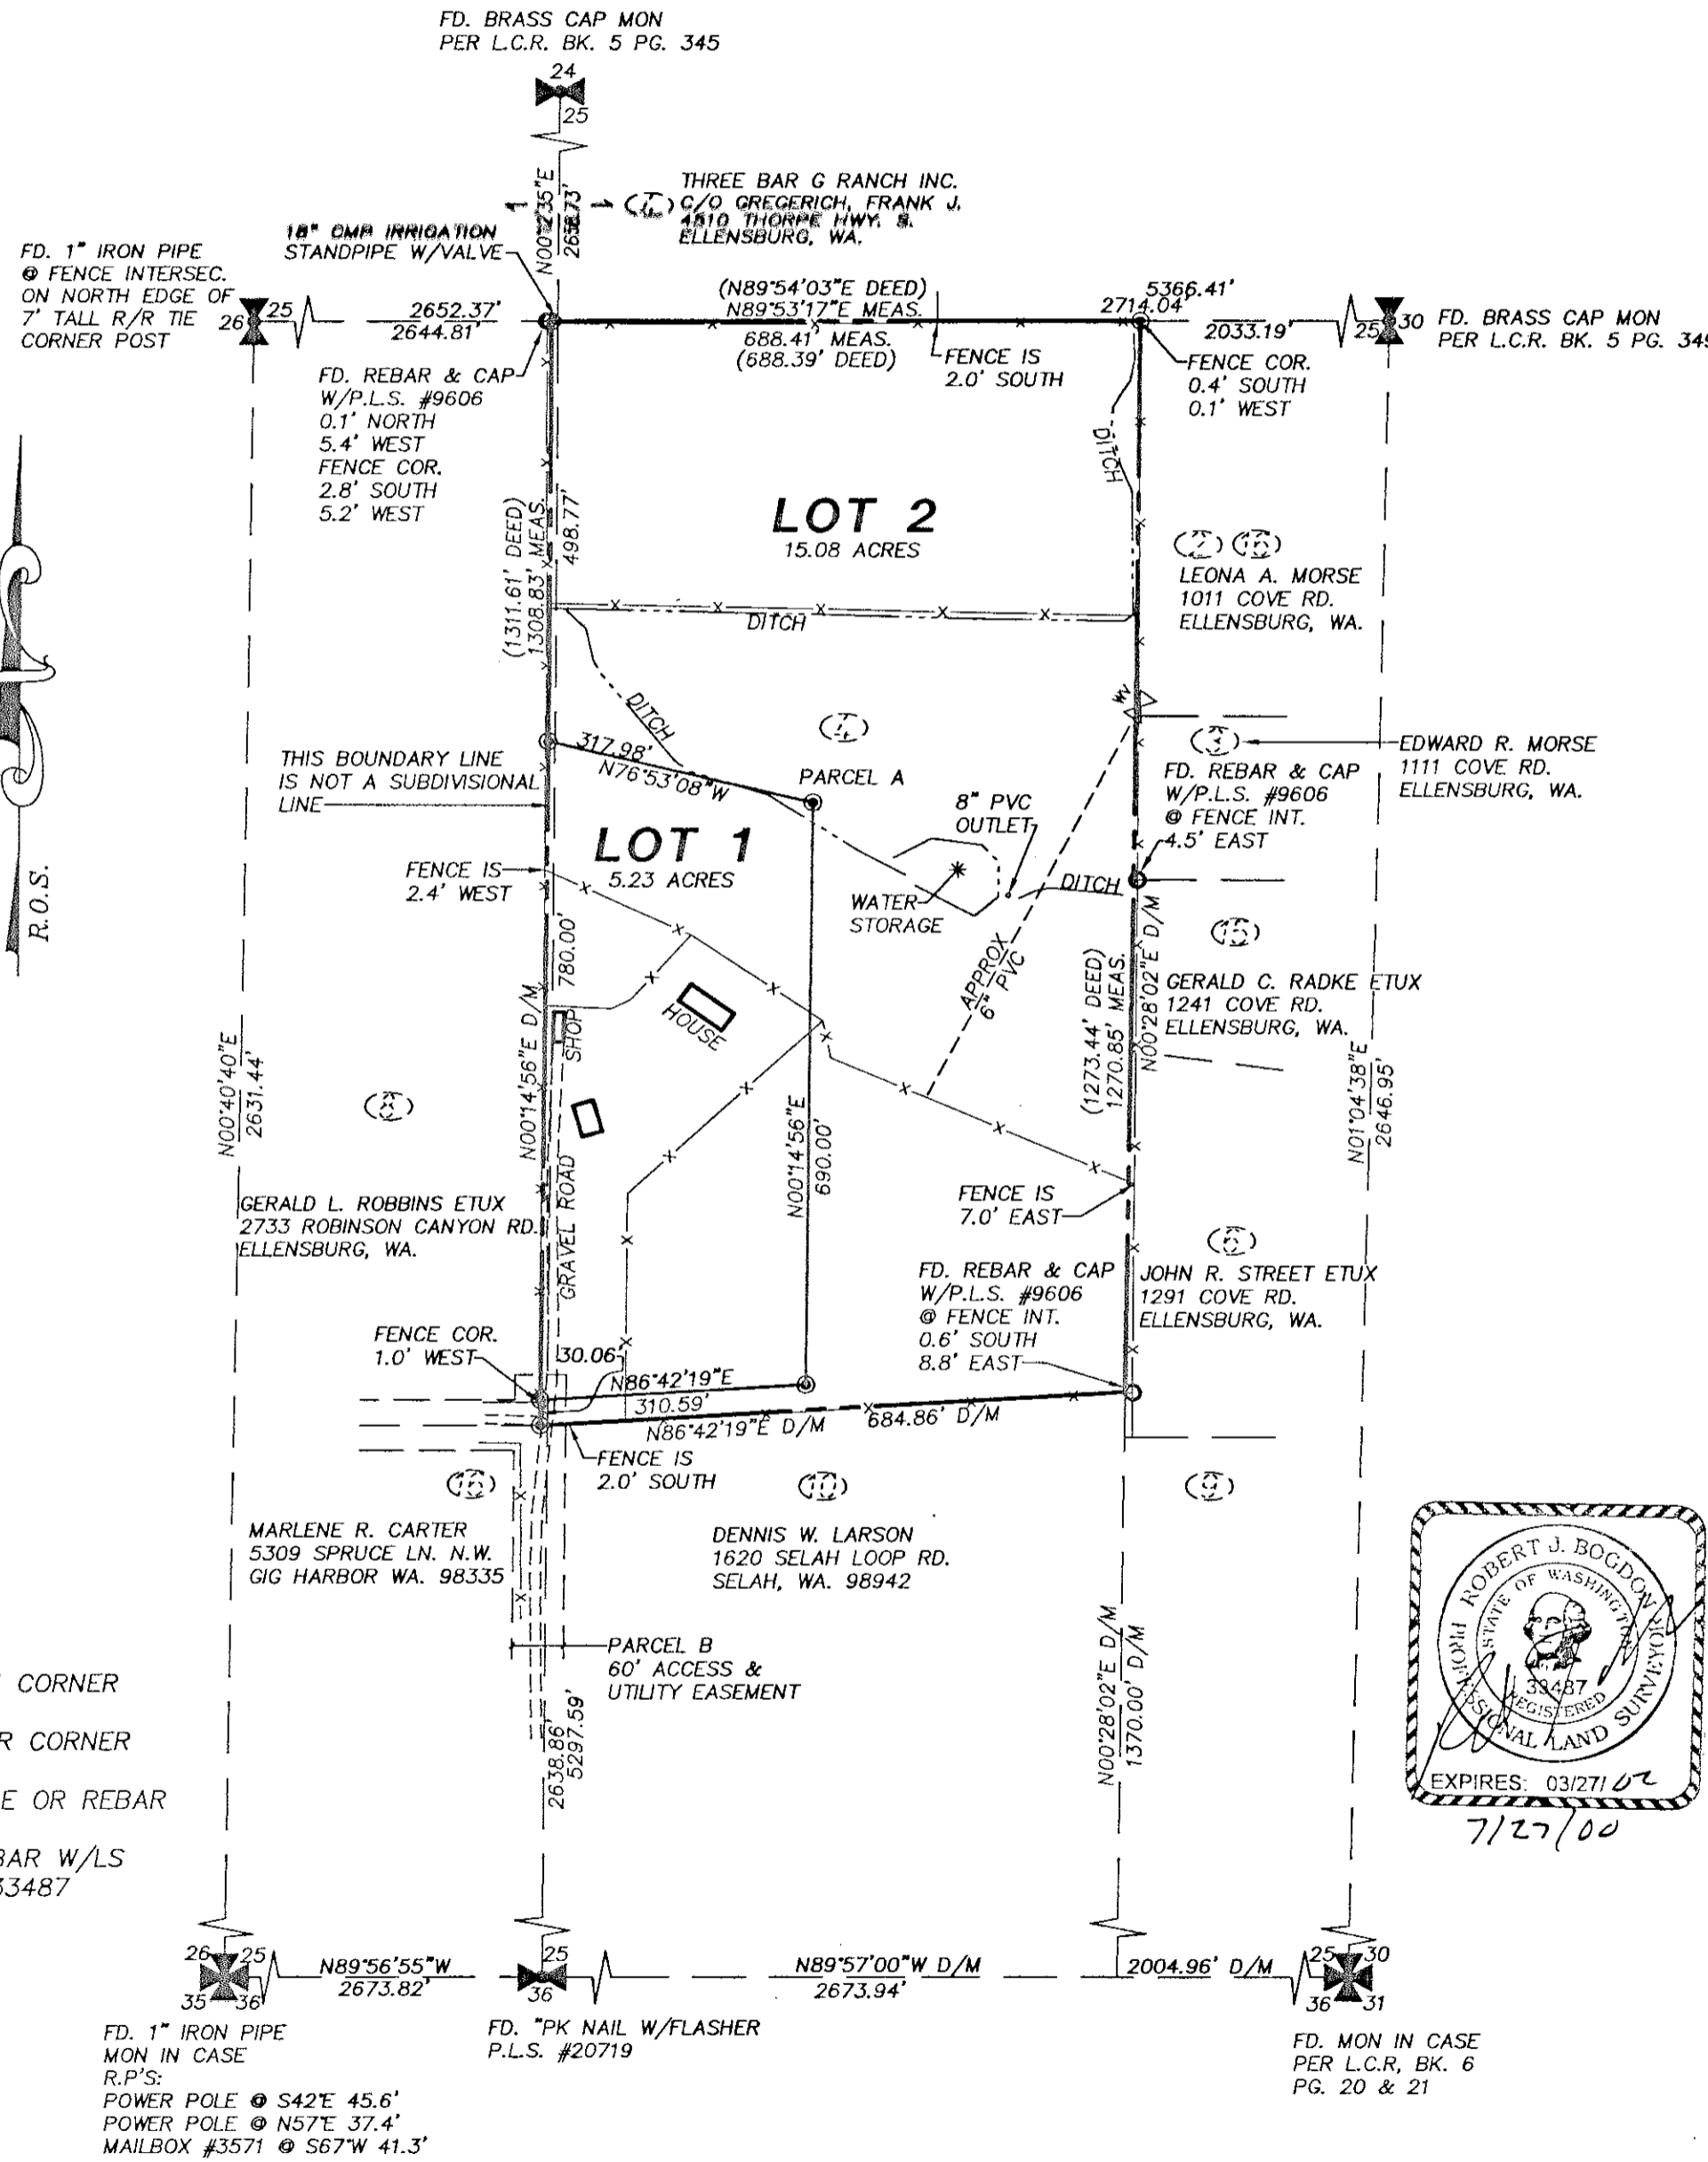 FD. BRASS CAP MON
PER L.C.R. BK. 5 PG. 345
24
25
N00°12'35"E
THREE BAR G RANCH INC.
C/O GREGERICH, FRANK J.
4810 THORPE HWY. S.
ELLENSBURG, WA.
18" CMP IRRIGATION
STANDPIPE W/VALVE
FD. 1" IRON PIPE
@ FENCE INTERSEC.
ON NORTH EDGE OF
7' TALL R/R TIE
CORNER POST
26
25
2652.37'
2644.81'
(N89°54'03"E DEED)
N89°53'17"E MEAS.
688.41' MEAS.
(688.39' DEED)
FENCE IS
2.0' SOUTH
5366.41'
2714.04'
2033.19'
25
30
FD. BRASS CAP MON
PER L.C.R. BK. 5 PG. 349
FENCE COR.
0.4' SOUTH
0.1' WEST
FD. REBAR & CAP
W/P.L.S. #9606
0.1' NORTH
5.4' WEST
FENCE COR.
2.8' SOUTH
5.2' WEST
(1311.61' DEED)
1308.83' MEAS.
498.77'
DITCH
LOT 2
15.08 ACRES
2
LEONA A. MORSE
1011 COVE RD.
ELLENSBURG, WA.
DITCH
DITCH
WV
4
3
EDWARD R. MORSE
1111 COVE RD.
ELLENSBURG, WA.
317.98'
N76°53'08"W
PARCEL A
THIS BOUNDARY LINE
IS NOT A SUBDIVISIONAL
LINE
FD. REBAR & CAP
W/P.L.S. #9606
@ FENCE INT.
4.5' EAST
8" PVC
OUTLET
LOT 1
5.23 ACRES
FENCE IS
2.4' WEST
WATER
STORAGE
DITCH
R.O.S.
15
GERALD C. RADKE ETUX
1241 COVE RD.
ELLENSBURG, WA.
780.00'
APPROX
6" PVC
(1273.44' DEED)
1270.85' MEAS.
N00°28'02"E D/M
HOUSE
SHOP
N00°14'56"E D/M
N00°40'40"E
2631.44'
N00°14'56"E
690.00'
N01°04'38"E
2646.95'
GRAVEL ROAD
GERALD L. ROBBINS ETUX
2733 ROBINSON CANYON RD.
ELLENSBURG, WA.
FENCE IS
7.0' EAST
FD. REBAR & CAP
W/P.L.S. #9606
@ FENCE INT.
0.6' SOUTH
8.8' EAST
JOHN R. STREET ETUX
1291 COVE RD.
ELLENSBURG, WA.
FENCE COR.
1.0' WEST
30.06'
N86°42'19"E
310.59'
N86°42'19"E D/M
684.86' D/M
FENCE IS
2.0' SOUTH
10
9
MARLENE R. CARTER
5309 SPRUCE LN. N.W.
GIG HARBOR WA. 98335
DENNIS W. LARSON
1620 SELAH LOOP RD.
SELAH, WA. 98942
PARCEL B
60' ACCESS &
UTILITY EASEMENT
2638.86'
5297.59'
N00°28'02"E D/M
1370.00' D/M
ROBERT J. BOGDON
STATE OF WASHINGTON
33487
REGISTERED
PROFESSIONAL LAND SURVEYOR
EXPIRES: 03/27/02
7/27/00
CORNER
R CORNER
E OR REBAR
BAR W/LS
33487
26
25
35
36
N89°56'55"W
2673.82'
25
36
N89°57'00"W D/M
2673.94'
2004.96' D/M
25
30
36
31
FD. 1" IRON PIPE
MON IN CASE
R.P'S:
POWER POLE @ S42°E 45.6'
POWER POLE @ N57°E 37.4'
MAILBOX #3571 @ S67°W 41.3'
FD. "PK NAIL W/FLASHER
P.L.S. #20719
FD. MON IN CASE
PER L.C.R, BK. 6
PG. 20 & 21